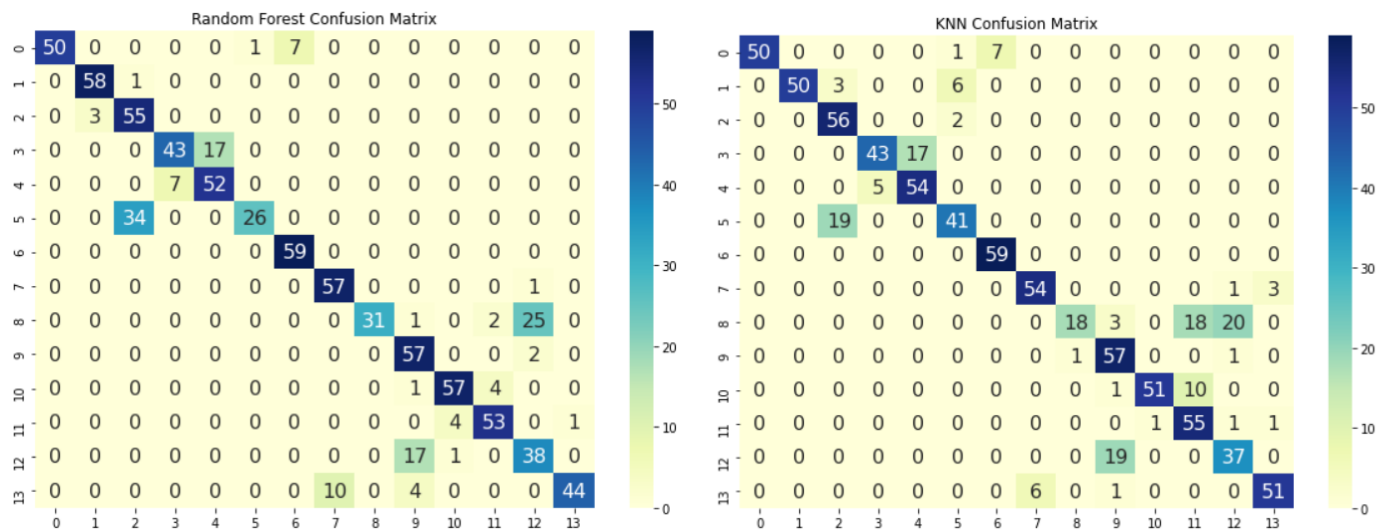 Random Forest Confusion Matrix
0 50 0 0 0 0 1 7 0 0 0 0 0 0 0
1 0 58 1 0 0 0 0 0 0 0 0 0 0 0
2 0 3 55 0 0 0 0 0 0 0 0 0 0 0
3 0 0 0 43 17 0 0 0 0 0 0 0 0 0
4 0 0 0 7 52 0 0 0 0 0 0 0 0 0
5 0 0 34 0 0 26 0 0 0 0 0 0 0 0
6 0 0 0 0 0 0 59 0 0 0 0 0 0 0
7 0 0 0 0 0 0 0 57 0 0 0 0 1 0
8 0 0 0 0 0 0 0 0 31 1 0 2 25 0
9 0 0 0 0 0 0 0 0 0 57 0 0 2 0
10 0 0 0 0 0 0 0 0 0 1 57 4 0 0
11 0 0 0 0 0 0 0 0 0 0 4 53 0 1
12 0 0 0 0 0 0 0 0 0 17 1 0 38 0
13 0 0 0 0 0 0 0 10 0 4 0 0 0 44
0 1 2 3 4 5 6 7 8 9 10 11 12 13
50
40
30
20
10
0
KNN Confusion Matrix
0 50 0 0 0 0 1 7 0 0 0 0 0 0 0
1 0 50 3 0 0 6 0 0 0 0 0 0 0 0
2 0 0 56 0 0 2 0 0 0 0 0 0 0 0
3 0 0 0 43 17 0 0 0 0 0 0 0 0 0
4 0 0 0 5 54 0 0 0 0 0 0 0 0 0
5 0 0 19 0 0 41 0 0 0 0 0 0 0 0
6 0 0 0 0 0 0 59 0 0 0 0 0 0 0
7 0 0 0 0 0 0 0 54 0 0 0 0 1 3
8 0 0 0 0 0 0 0 0 18 3 0 18 20 0
9 0 0 0 0 0 0 0 0 1 57 0 0 1 0
10 0 0 0 0 0 0 0 0 0 1 51 10 0 0
11 0 0 0 0 0 0 0 0 0 0 1 55 1 1
12 0 0 0 0 0 0 0 0 0 19 0 0 37 0
13 0 0 0 0 0 0 0 6 0 1 0 0 0 51
0 1 2 3 4 5 6 7 8 9 10 11 12 13
50
40
30
20
10
0